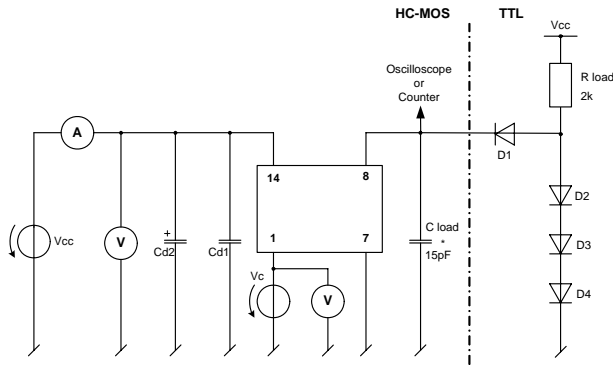 HC-MOS
TTL
Vcc
Oscilloscope
or
Counter
R load
2k
A
D1
14
8
D2
Vcc
V
+
Cd2
Cd1
1
7
C load
*
15pF
D3
Vc
V
D4